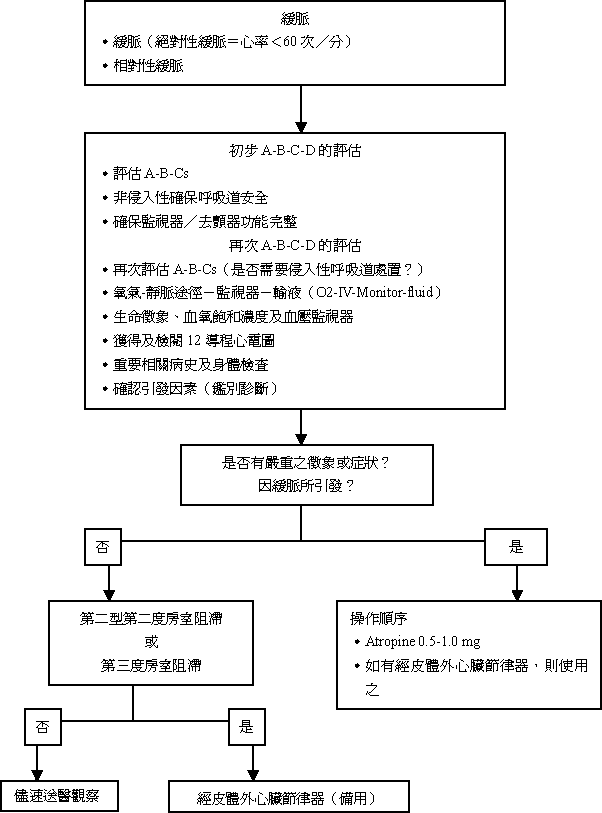 緩脈
◆ 緩脈（絕對性緩脈＝心率＜60 次／分）
◆ 相對性緩脈
初步 A-B-C-D 的評估
◆ 評估 A-B-Cs
◆ 非侵入性確保呼吸道安全
◆ 確保監視器／去顫器功能完整
再次 A-B-C-D 的評估
◆ 再次評估 A-B-Cs（是否需要侵入性呼吸道處置？）
◆ 氧氣-靜脈途徑－監視器－輸液（O2-IV-Monitor-fluid）
◆ 生命徵象、血氧飽和濃度及血壓監視器
◆ 獲得及檢閱 12 導程心電圖
◆ 重要相關病史及身體檢查
◆ 確認引發因素（鑑別診斷）
是否有嚴重之徵象或症狀？
因緩脈所引發？
否
是
第二型第二度房室阻滯
或
第三度房室阻滯
操作順序
◆ Atropine 0.5-1.0 mg
◆ 如有經皮體外心臟節律器，則使用
之
否
是
儘速送醫觀察
經皮體外心臟節律器（備用）